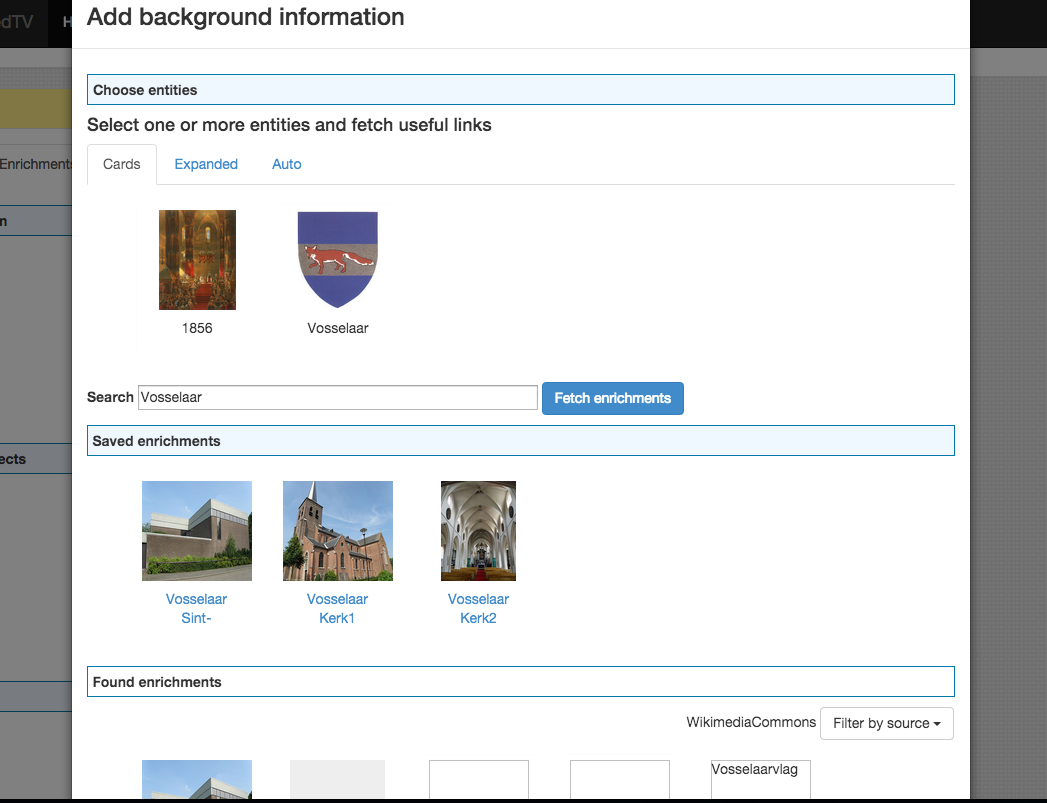 dTV H
Add background information
Choose entities
Select one or more entities and fetch useful links
Cards Expanded Auto
Enrichments
n
1856 Vosselaar
Search Vosselaar Fetch enrichments
Saved enrichments
ects
Vosselaar Vosselaar Vosselaar
Sint- Kerk1 Kerk2
Found enrichments
WikimediaCommons Filter by source
Vosselaarvlag